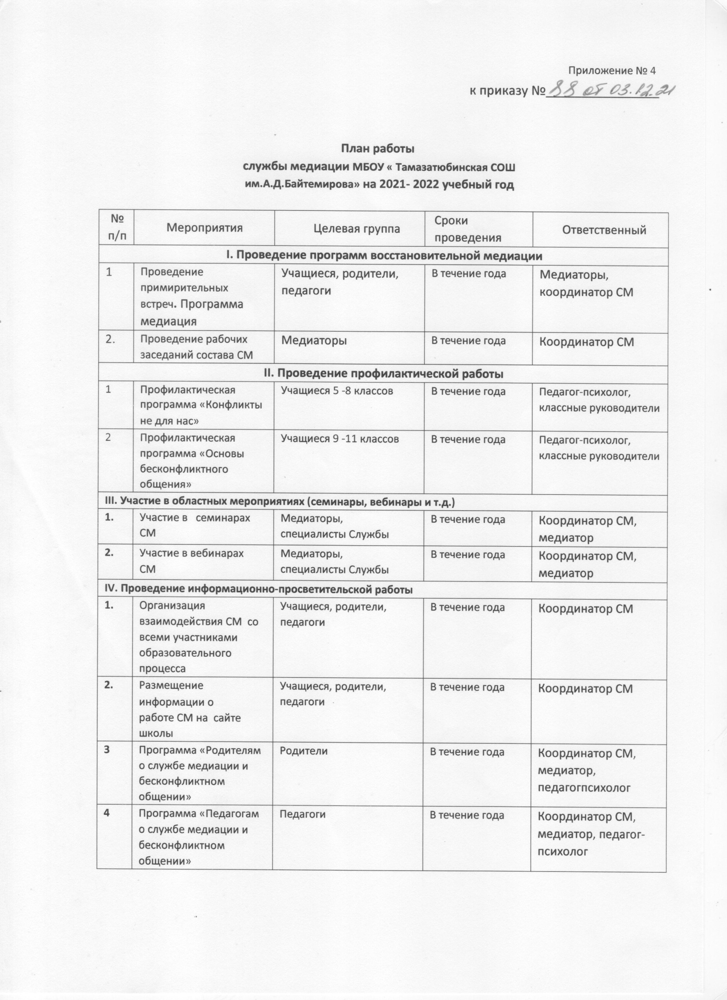 Приложение № 4
к приказу № 88 от 03.12.21
План работы
службы медиации МБОУ « Тамазатюбинская СОШ
им.А.Д.Байтемирова» на 2021- 2022 учебный год
№ п/п Мероприятия Целевая группа Сроки проведения Ответственный
I. Проведение программ восстановительной медиации
1 Проведение Учащиеся, родители, В течение года Медиаторы,
примирительных педагоги координатор СМ
встреч. Программа
медиация
2. Проведение рабочих Медиаторы В течение года Координатор СМ
заседаний состава СМ
II. Проведение профилактической работы
1 Профилактическая Учащиеся 5 -8 классов В течение года Педагог-психолог,
программа «Конфликты классные руководители
не для нас»
2 Профилактическая Учащиеся 9 -11 классов В течение года Педагог-психолог,
программа «Основы классные руководители
бесконфликтного
общения»
III. Участие в областных мероприятиях (семинары, вебинары и т.д.)
1. Участие в семинарах Медиаторы, В течение года Координатор СМ,
СМ специалисты Службы медиатор
2. Участие в вебинарах Медиаторы, В течение года Координатор СМ,
СМ специалисты Службы медиатор
IV. Проведение информационно-просветительской работы
1. Организация Учащиеся, родители, В течение года Координатор СМ
взаимодействия СМ со педагоги
всеми участниками
образовательного
процесса
2. Размещение Учащиеся, родители, В течение года Координатор СМ
информации о педагоги
работе СМ на сайте
школы
3 Программа «Родителям Родители В течение года Координатор СМ,
о службе медиации и медиатор,
бесконфликтном педагогпсихолог
общении»
4 Программа «Педагогам Педагоги В течение года Координатор СМ,
о службе медиации и медиатор, педагог-
бесконфликтном психолог
общении»